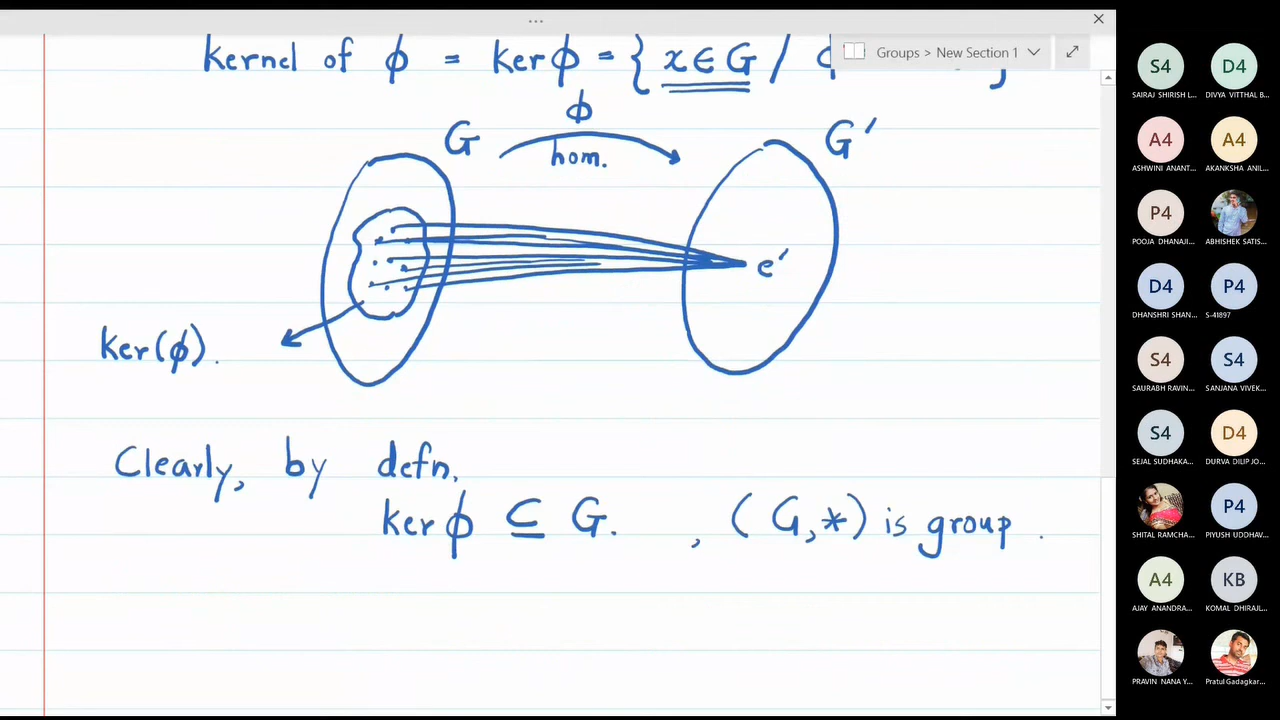 kernel of ϕ = kerϕ = { x∈G / ϕ
Groups > New Section 1
ϕ
G
hom.
G′
e′
ker(ϕ).
Clearly, by defn.
kerϕ ⊆ G. , (G,*) is group.
S4
D4
SAIRAJ SHIRISH L...
DIVYA VITTHAL B...
A4
A4
ASHWINI ANANT...
AKANKSHA ANIL...
P4
POOJA DHANAJI...
ABHISHEK SATIS...
D4
P4
DHANSHRI SHAN...
S-41897
S4
S4
SAURABH RAVIN...
SANJANA VIVEK...
S4
D4
SEJAL SUDHAKA...
DURVA DILIP JO...
P4
SHITAL RAMCHA...
PIYUSH UDDHAV...
A4
KB
AJAY ANANDRA...
KOMAL DHIRAJL...
PRAVIN NANA Y...
Pratul Gadagkar...